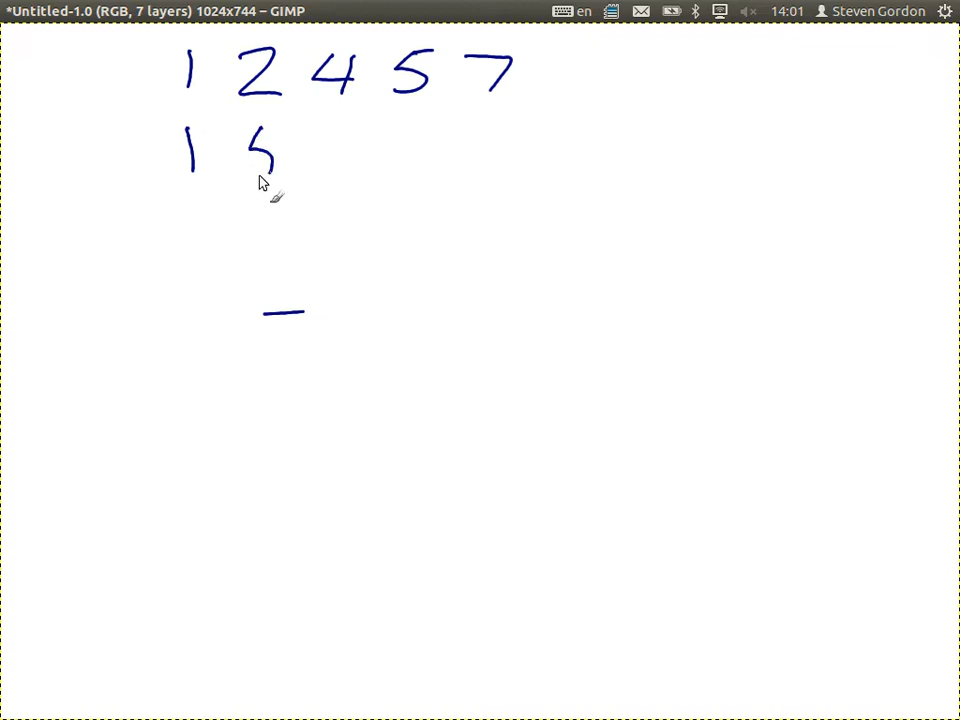 *Untitled-1.0 (RGB, 7 layers) 1024x744 – GIMP en 14:01 Steven Gordon
1 2 4 5 7
1